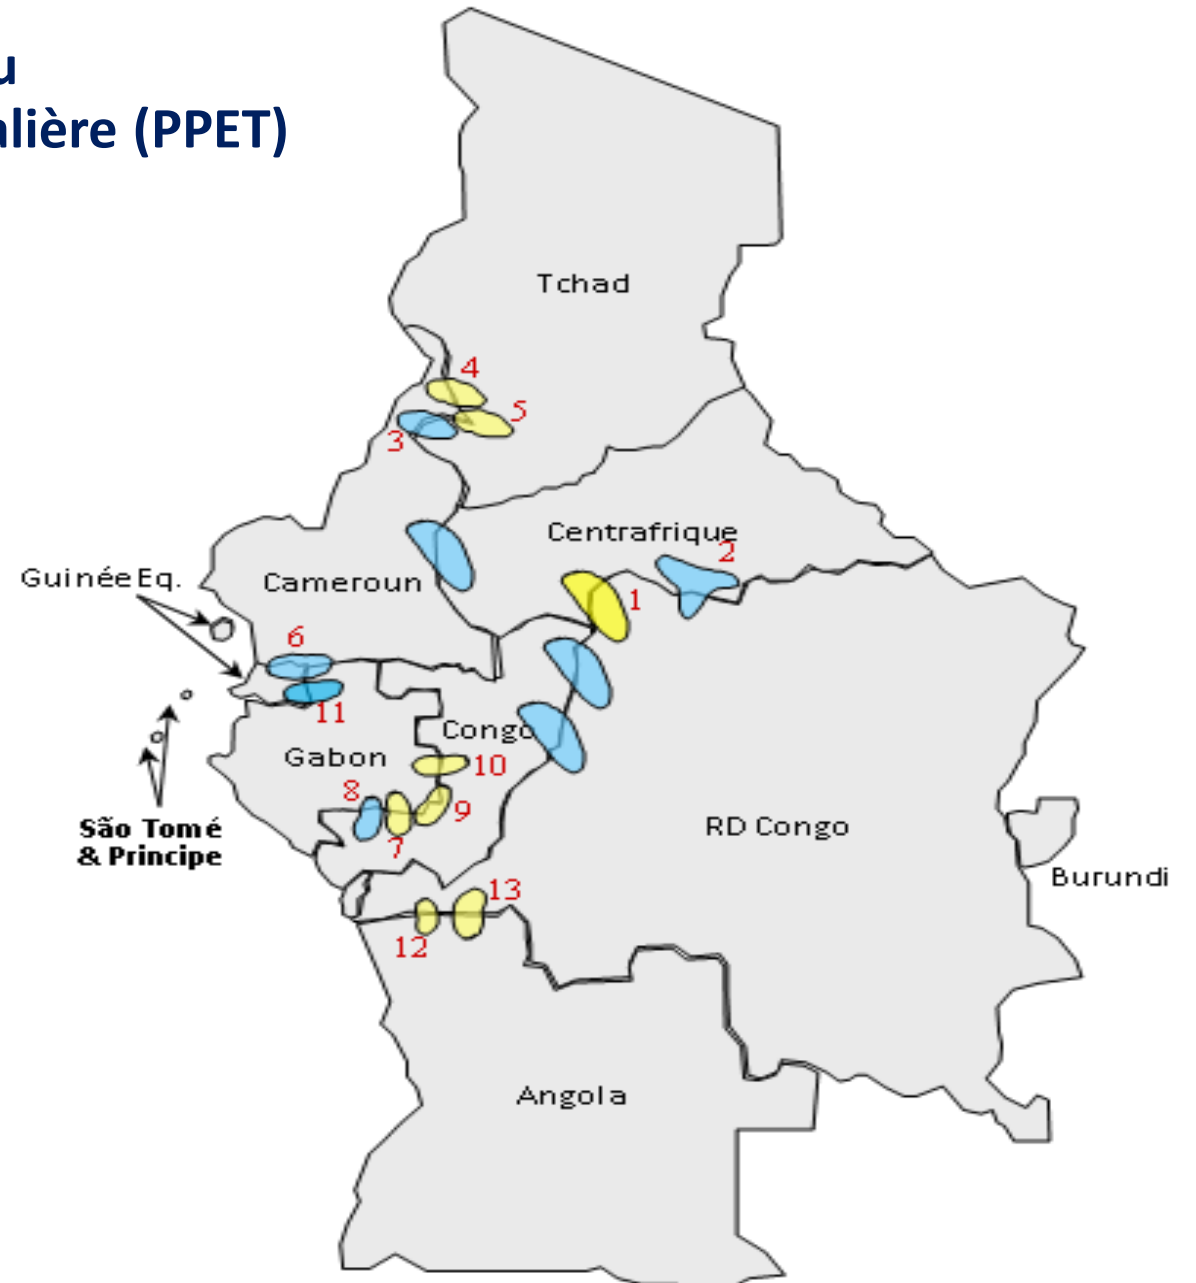 u
alière (PPET)
Tchad
4
5
3
Centrafrique
2
Guinée Eq.
Cameroun
1
6
11
Congo
Gabon
10
8
9
São Tomé
& Principe
7
RD Congo
Burundi
13
12
Angola